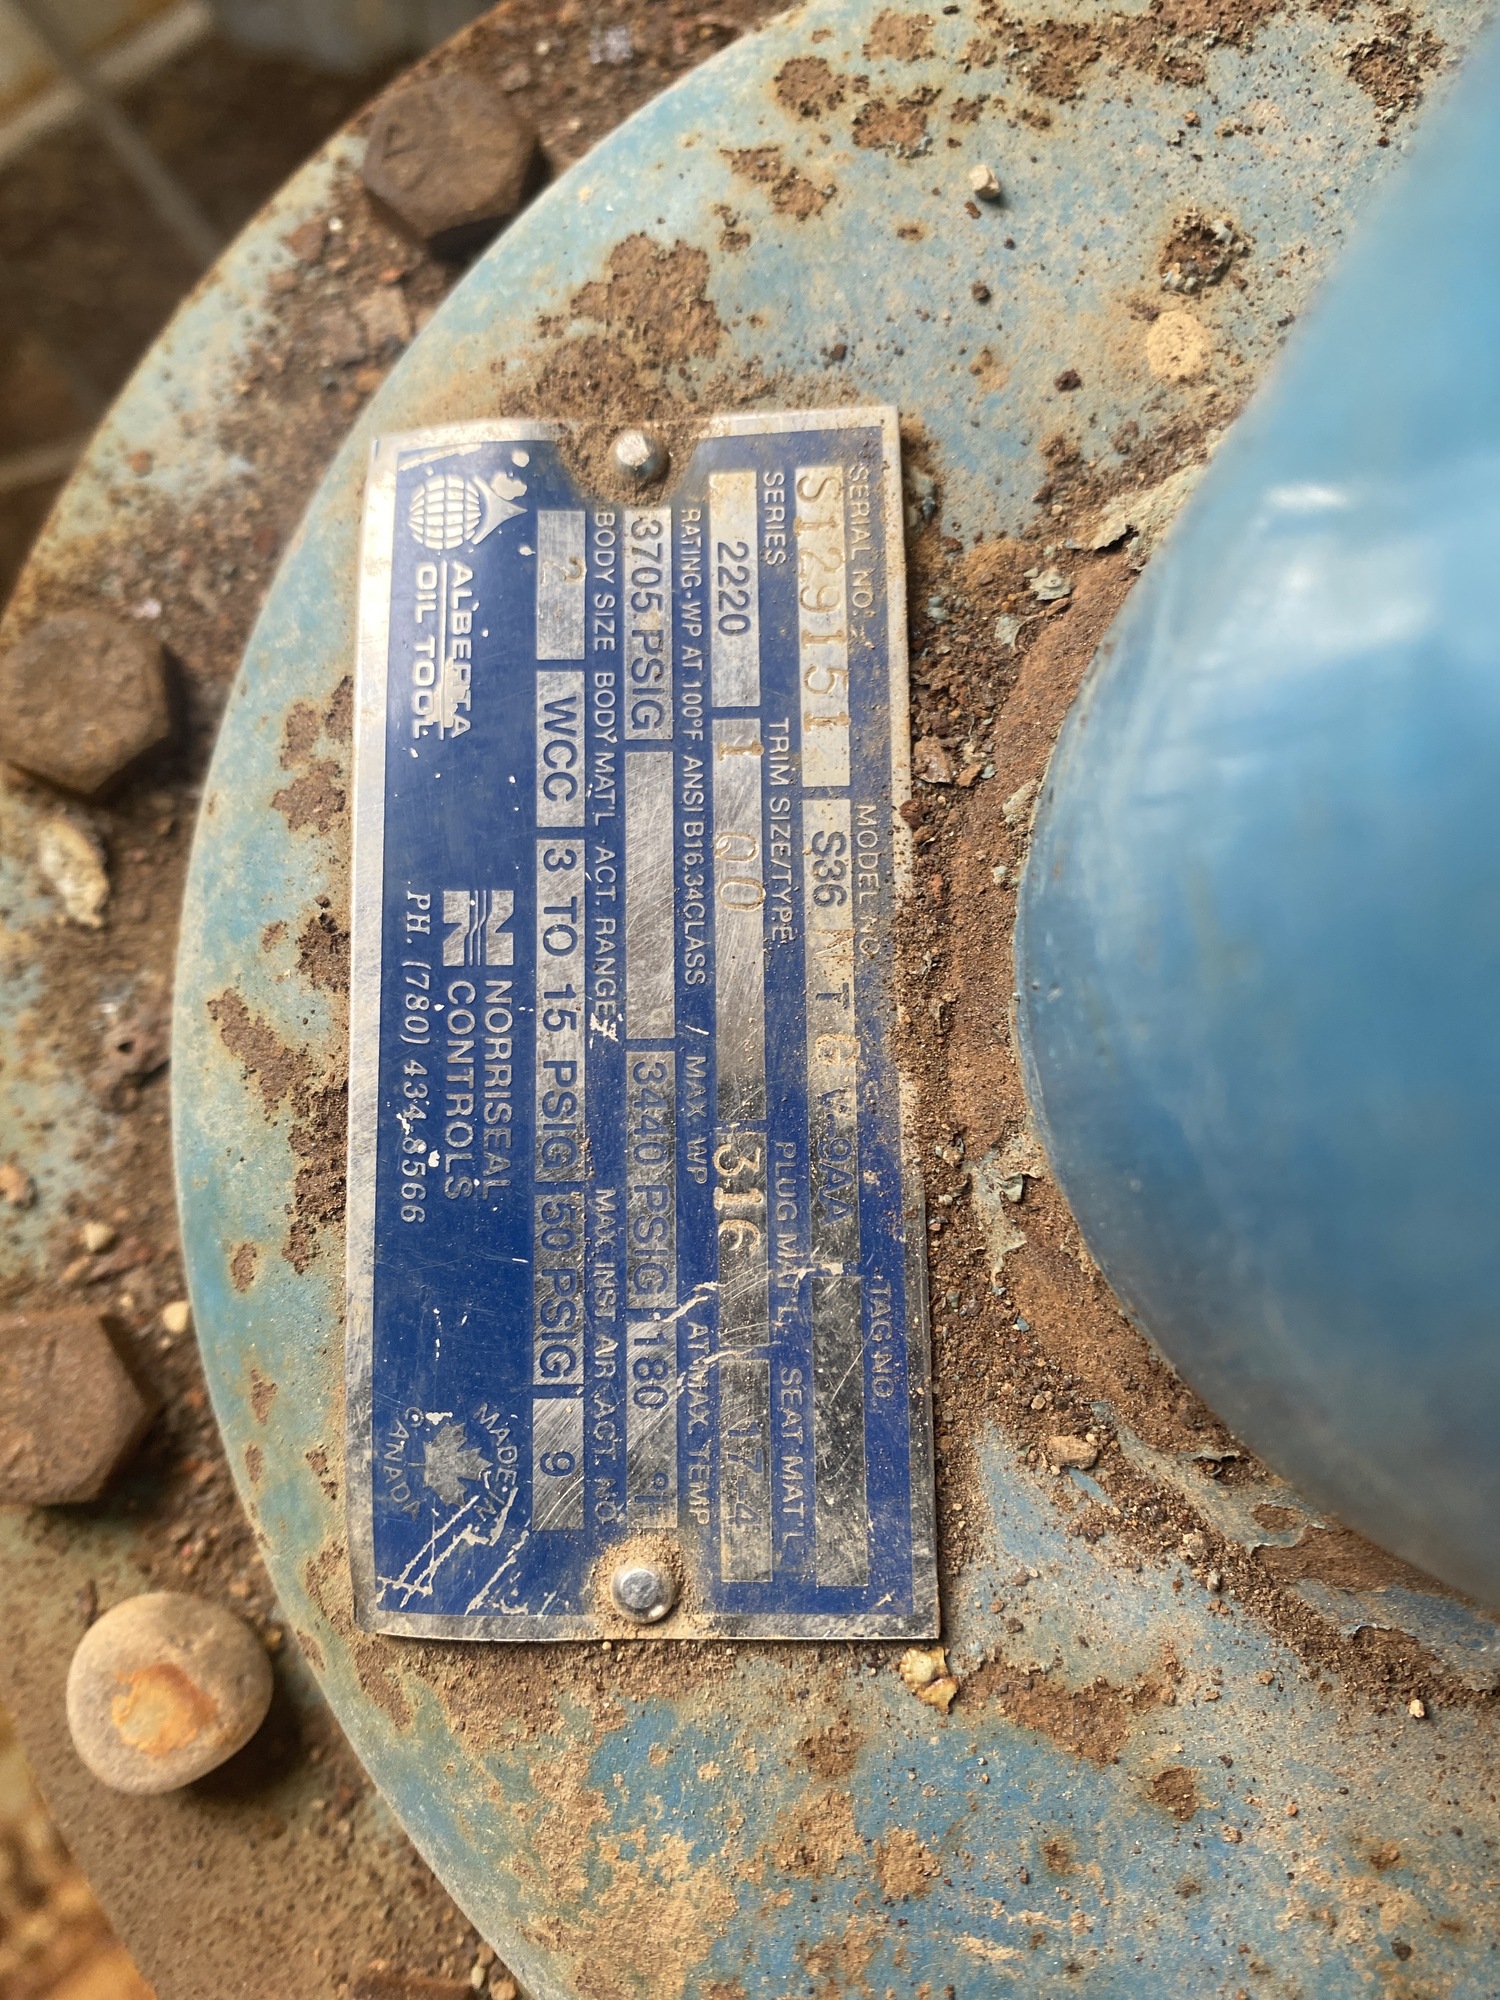 SERIAL NO. MODEL NO. TAG NO.
S129151 S36 T
SERIES TRIM SIZE/TYPE PLUG MAT'L, SEAT MAT'L
2220 1 00 316 17-4
RATING-WP AT 100°F ANSI B16.34CLASS / MAX. WP AT MAX. TEMP
3705 PSIG 3440 PSIG 180 °F
BODY SIZE BODY MAT'L ACT. RANGE MAX. INST AIR ACT. NO.
2 WCC 3 TO 15 PSIG 50 PSIG 9
ALBERTA
OIL TOOL
NORRISEAL
CONTROLS
PH. (780) 434-8566
MADE IN
CANADA